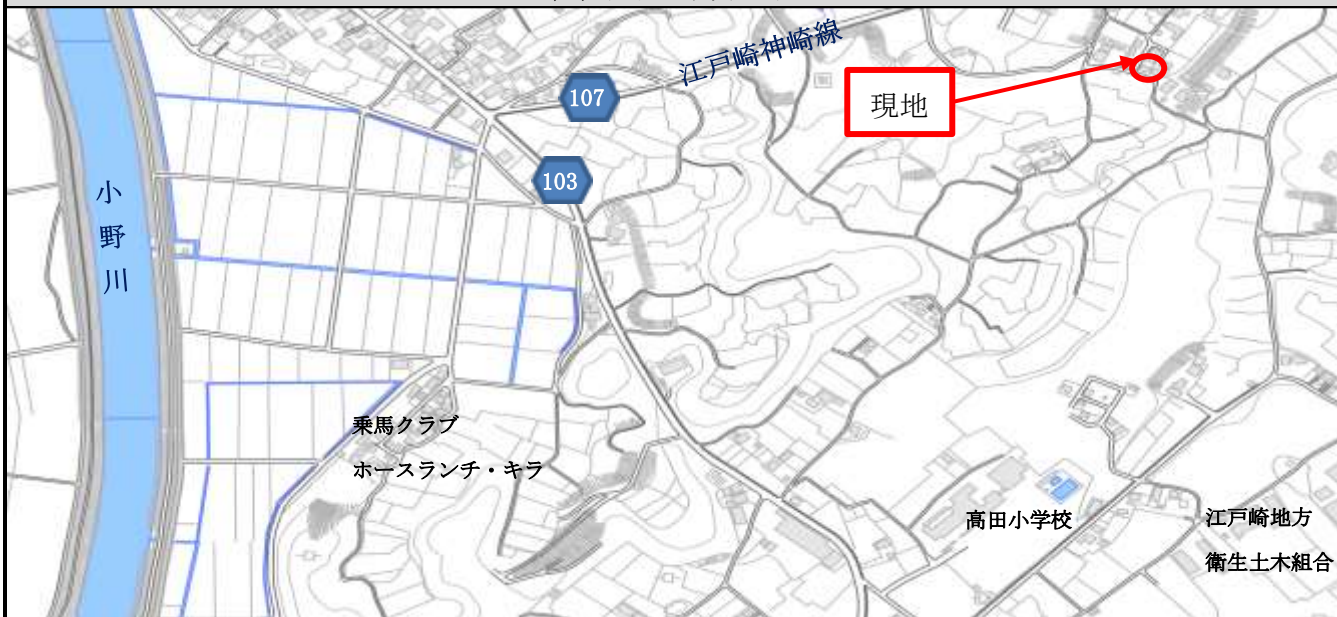 江戸崎神崎線
107
現地
103
小野川
乗馬クラブ
ホースランチ・キラ
高田小学校
江戸崎地方
衛生土木組合